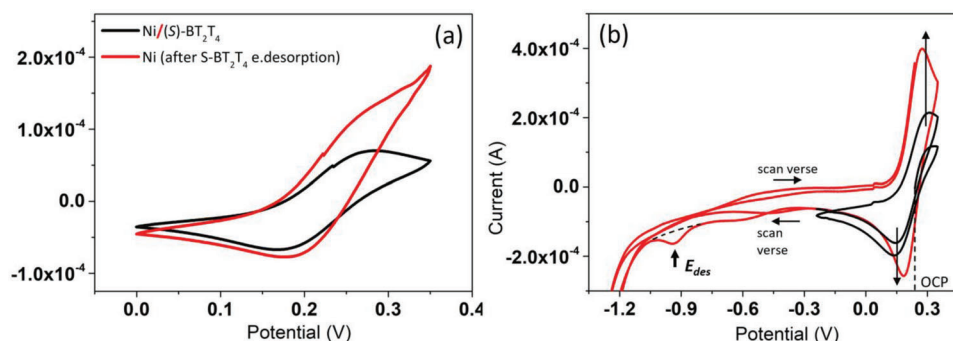 (a)
Ni/(S)-BT₂T₄
Ni (after S-BT₂T₄ e.desorption)
2.0x10⁻⁴
1.0x10⁻⁴
0.0
-1.0x10⁻⁴
0.0 0.1 0.2 0.3 0.4
Potential (V)
(b)
Current (A)
4.0x10⁻⁴
2.0x10⁻⁴
0.0
-2.0x10⁻⁴
scan verse
scan
verse
E_des
OCP
-1.2 -0.9 -0.6 -0.3 0.0 0.3
Potential (V)